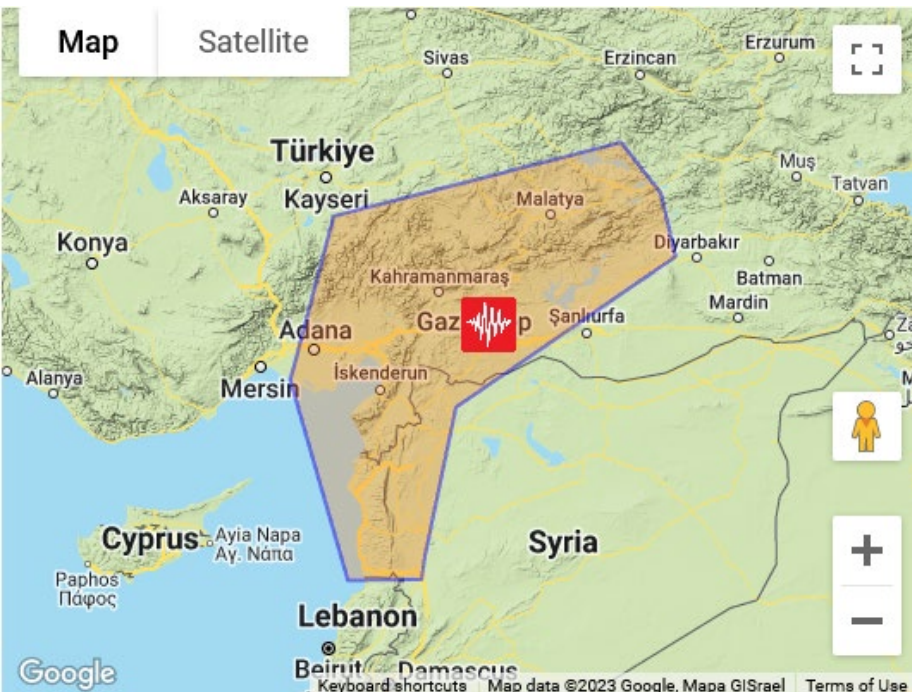 Map
Satellite
Sivas
Erzincan
Erzurum
Türkiye
Kayseri
Malatya
Muş
Tatvan
Aksaray
Konya
Diyarbakır
Batman
Kahramanmaraş
Mardin
Gaz
p
Şanlıurfa
Adana
Alanya
Mersin
İskenderun
Cyprus
Ayia Napa
Αγ. Νάπα
Syria
Paphos
Πάφος
Lebanon
Beirut
Damascus
Google
Keyboard shortcuts
Map data ©2023 Google, Mapa GISrael
Terms of Use